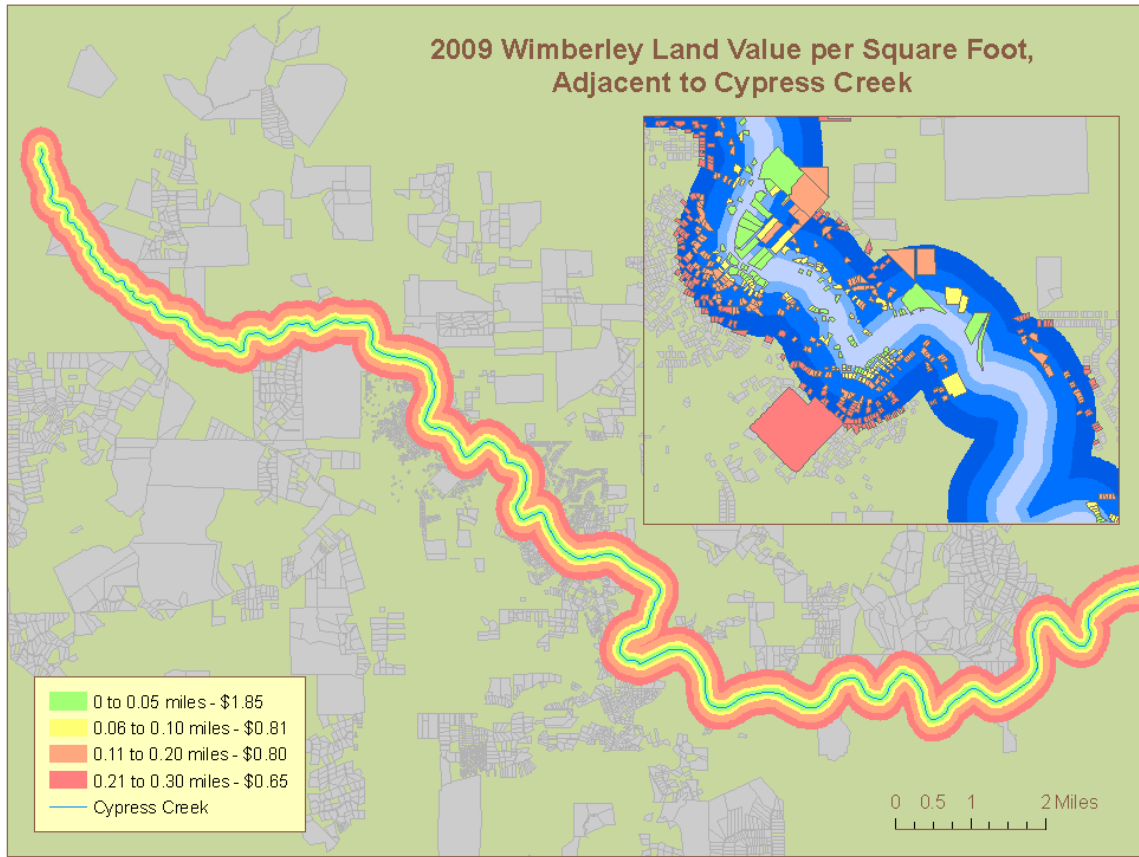 2009 Wimberley Land Value per Square Foot,
Adjacent to Cypress Creek
0 to 0.05 miles - $1.85
0.06 to 0.10 miles - $0.81
0.11 to 0.20 miles - $0.80
0.21 to 0.30 miles - $0.65
Cypress Creek
0 0.5 1 2 Miles